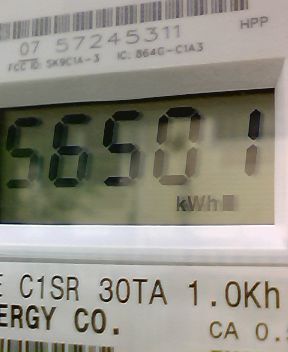 07 57245311
HPP
FCC ID: SK9C1A-3 IC: 864G-C1A3
56501
kWh
E C1SR 30TA 1.0Kh
ERGY CO.
CA 0.